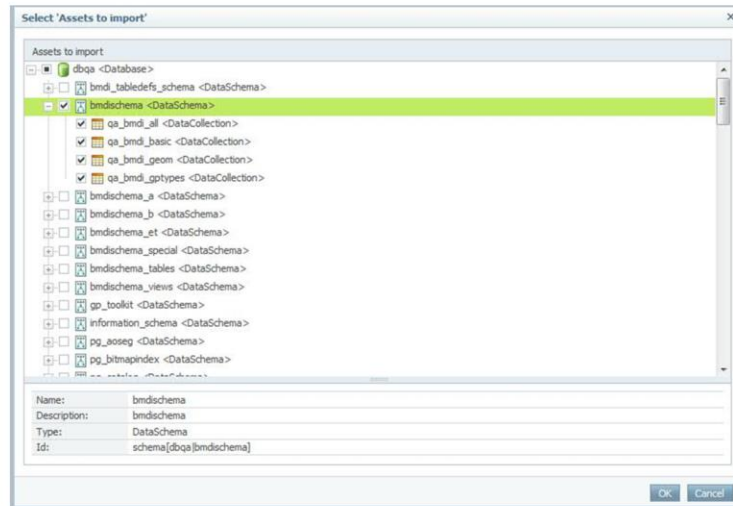 Select 'Assets to import'
Assets to import
dbqa <Database>
bmdi_tabledefs_schema <DataSchema>
bmdischema <DataSchema>
qa_bmdi_all <DataCollection>
qa_bmdi_basic <DataCollection>
qa_bmdi_geom <DataCollection>
qa_bmdi_gptypes <DataCollection>
bmdischema_a <DataSchema>
bmdischema_b <DataSchema>
bmdischema_et <DataSchema>
bmdischema_special <DataSchema>
bmdischema_tables <DataSchema>
bmdischema_views <DataSchema>
gp_toolkit <DataSchema>
information_schema <DataSchema>
pg_aoseg <DataSchema>
pg_bitmapindex <DataSchema>
Name: bmdischema
Description: bmdischema
Type: DataSchema
Id: schema[dbqa|bmdischema]
OK Cancel